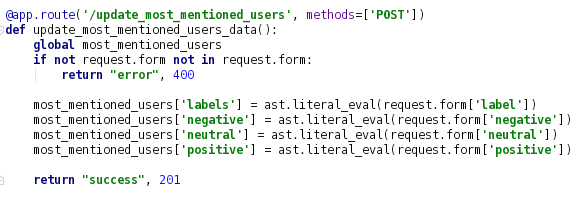 @app.route('/update_most_mentioned_users', methods=['POST'])
def update_most_mentioned_users_data():
    global most_mentioned_users
    if not request.form not in request.form:
        return "error", 400

    most_mentioned_users['labels'] = ast.literal_eval(request.form['label'])
    most_mentioned_users['negative'] = ast.literal_eval(request.form['negative'])
    most_mentioned_users['neutral'] = ast.literal_eval(request.form['neutral'])
    most_mentioned_users['positive'] = ast.literal_eval(request.form['positive'])

    return "success", 201